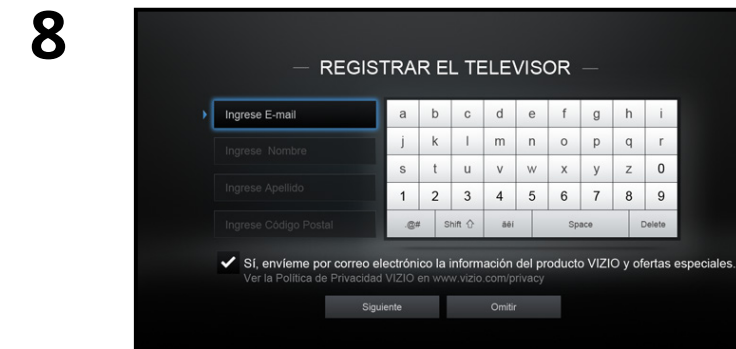 8
— REGISTRAR EL TELEVISOR —
Ingrese E-mail
a b c d e f g h i
Ingrese Nombre
j k l m n o p q r
s t u v w x y z 0
Ingrese Apellido
1 2 3 4 5 6 7 8 9
Ingrese Código Postal
.@# Shift áêì Space Delete
Sí, envíeme por correo electrónico la información del producto VIZIO y ofertas especiales.
Ver la Política de Privacidad VIZIO en www.vizio.com/privacy
Siguiente Omitir